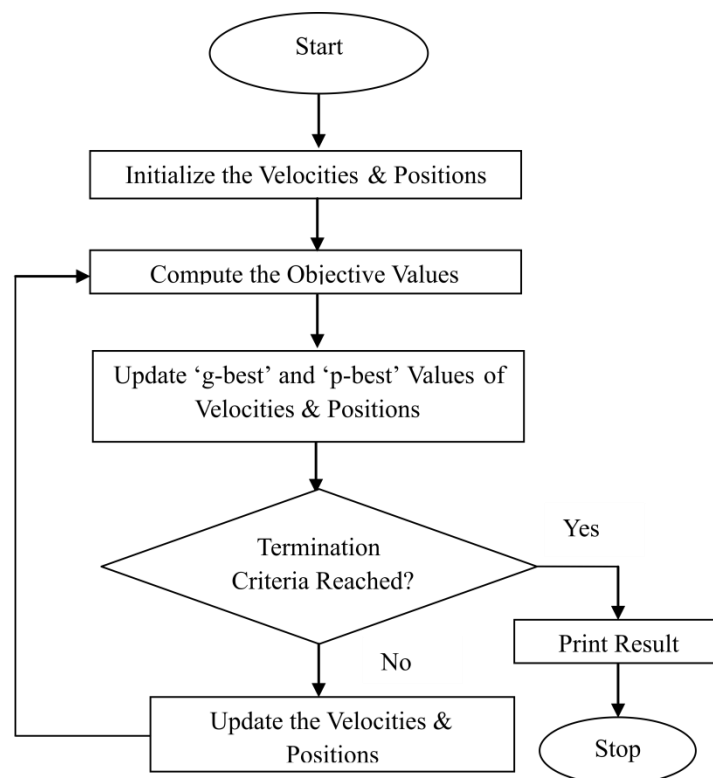 Start
Initialize the Velocities & Positions
Compute the Objective Values
Update ‘g-best’ and ‘p-best’ Values of
Velocities & Positions
Termination
Criteria Reached?
Yes
Print Result
No
Update the Velocities &
Positions
Stop